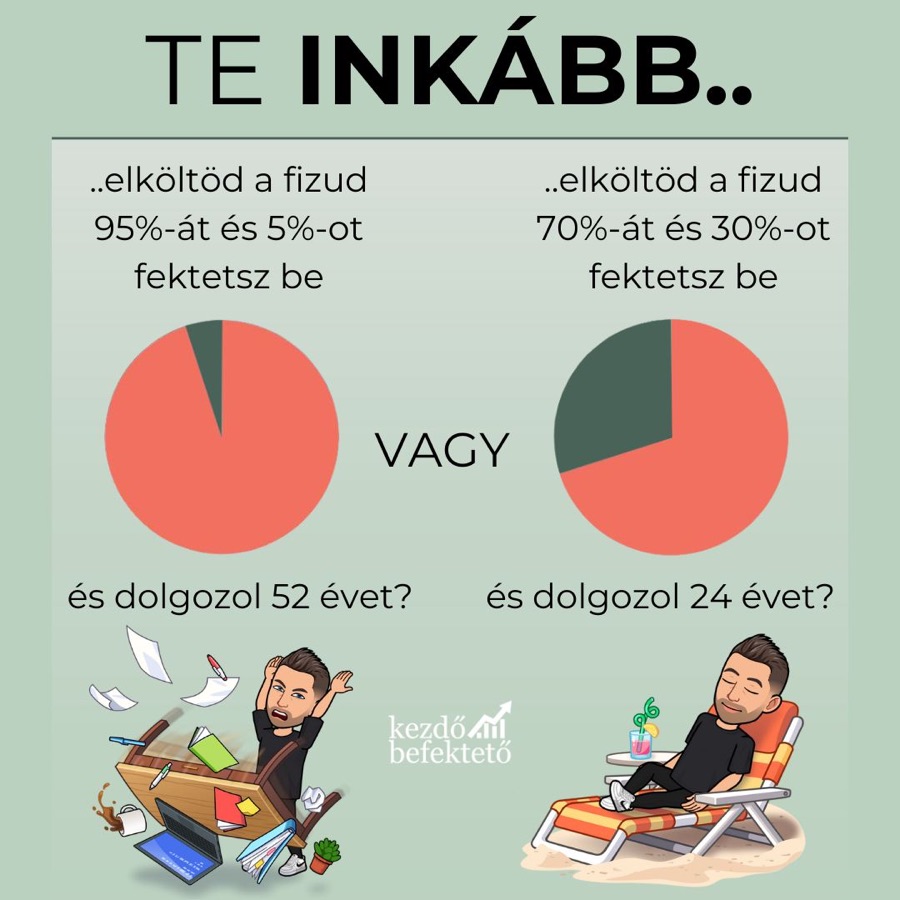 TE INKÁBB..
..elköltöd a fizud
95%-át és 5%-ot
fektetsz be
..elköltöd a fizud
70%-át és 30%-ot
fektetsz be
VAGY
és dolgozol 52 évet?
és dolgozol 24 évet?
kezdő
befektető